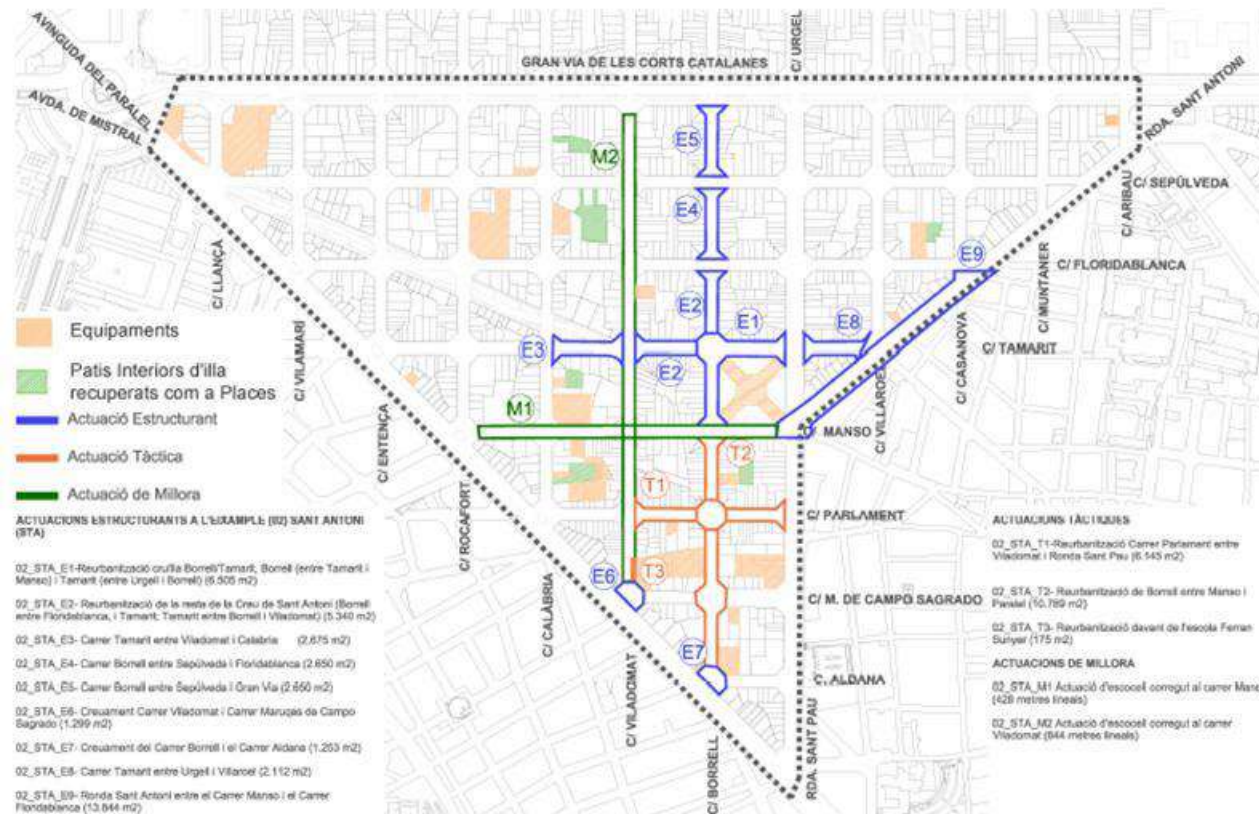 AVINGUDA DEL PARALEL
AVDA. DE MISTRAL
GRAN VIA DE LES CORTS CATALANES
C/ URGEL
RDA. SANT ANTONI
C/ SEPÚLVEDA
C/ ARIBAU
C/ FLORIDABLANCA
C/ MUNTANER
C/ TAMARIT
C/ CASANOVA
C/ VILLAROEL
C/ MANSO
C/ PARLAMENT
C/ M. DE CAMPO SAGRADO
C/. ALDANA
RDA. SANT PAU
C/ BORRELL
C/ VILADOMAT
C/ CALÀBRIA
C/ ROCAFORT
C/ ENTENÇA
C/ VILAMARÍ
C/ LLANÇÀ
M2
E5
E4
E9
E2
E1
E8
E3
E2
M1
T2
T1
T3
E6
E7
Equipaments
Patis Interiors d'illa
recuperats com a Places
Actuació Estructurant
Actuació Tàctica
Actuació de Millora
ACTUACIONS ESTRUCTURANTS A L'EIXAMPLE (02) SANT ANTONI
(STA)
02_STA_E1-Reurbanització cruïlla Borrell/Tamarit, Borrell (entre Tamarit i
Manso) i Tamarit (entre Urgell i Borrell) (6.505 m2)
02_STA_E2- Reurbanització de la resta de la Creu de Sant Antoni (Borrell
entre Floridablanca, i Tamarit; Tamarit entre Borrell i Viladomat) (5.340 m2)
02_STA_E3- Carrer Tamarit entre Viladomat i Calabria (2.675 m2)
02_STA_E4- Carrer Borrell entre Sepúlveda i Floridablanca (2.650 m2)
02_STA_E5- Carrer Borrell entre Sepúlveda i Gran Via (2.650 m2)
02_STA_E6- Creuament Carrer Viladomat i Carrer Maruqes de Campo
Sagrado (1.299 m2)
02_STA_E7- Creuament del Carrer Borrell i el Carrer Aldana (1.253 m2)
02_STA_E8- Carrer Tamarit entre Urgell i Villaroel (2.112 m2)
02_STA_E9- Ronda Sant Antoni entre el Carrer Manso i el Carrer
Floridablanca (13.844 m2)
ACTUACIONS TÀCTIQUES
02_STA_T1-Reurbanització Carrer Parlament entre
Viladomat i Ronda Sant Pau (6.145 m2)
02_STA_T2- Reurbanització de Borrell entre Manso i
Paralel (10.789 m2)
02_STA_T3- Reurbanització davant de l'escola Ferran
Sunyer (175 m2)
ACTUACIONS DE MILLORA
02_STA_M1 Actuació d'escocell corregut al carrer Mans
(428 metres lineals)
02_STA_M2 Actuació d'escocell corregut al carrer
Viladomat (844 metres lineals)